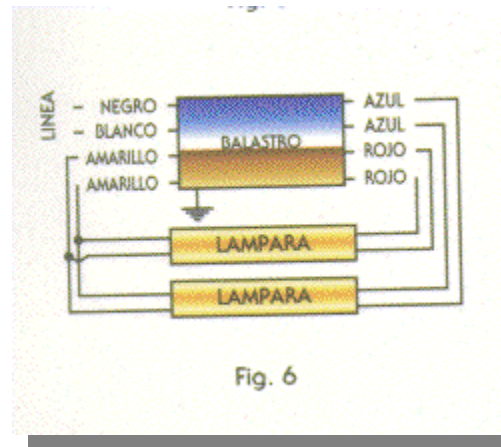 LINEA
NEGRO
BLANCO
AMARILLO
AMARILLO
BALASTRO
AZUL
AZUL
ROJO
ROJO
LAMPARA
LAMPARA
Fig. 6